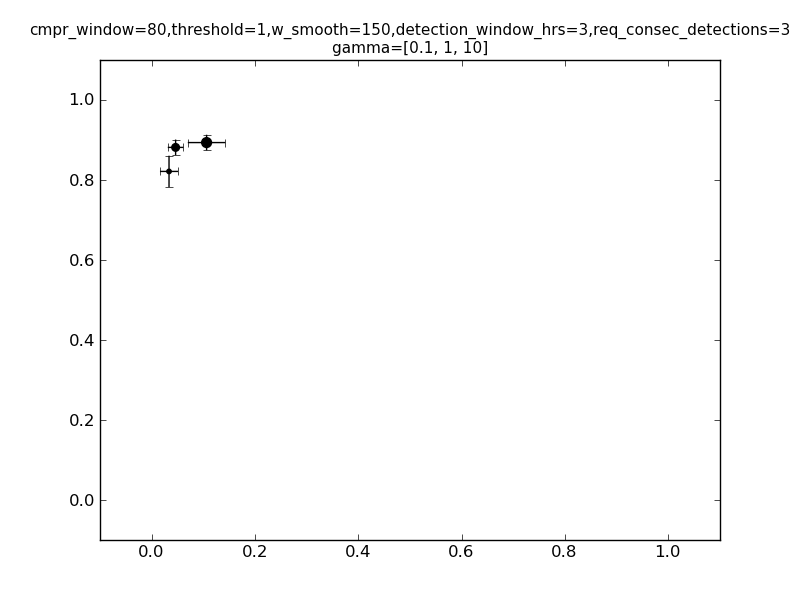 cmpr_window=80,threshold=1,w_smooth=150,detection_window_hrs=3,req_consec_detections=3
gamma=[0.1, 1, 10]
1.0
0.8
0.6
0.4
0.2
0.0
0.0 0.2 0.4 0.6 0.8 1.0